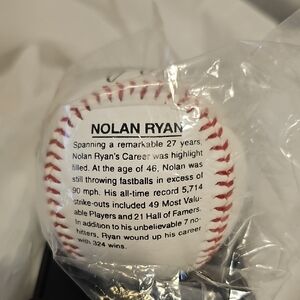 NOLAN RYAN
Spanning a remarkable 27 years,
Nolan Ryan's Career was highlight
filled. At the age of 46, Nolan was
still throwing fastballs in excess of
90 mph. His all-time record 5,714
strike-outs included 49 Most Valu-
able Players and 21 Hall of Famers.
In addition to his unbelievable 7 no-
hitters, Ryan wound up his career
with 324 wins.